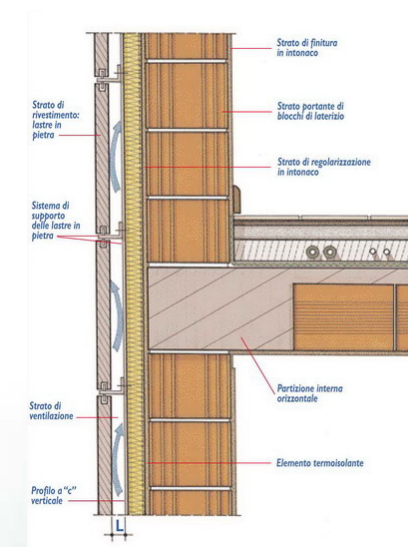 Strato di finitura
in intonaco
Strato di
rivestimento:
lastre in
pietra
Strato portante di
blocchi di laterizio
Strato di regolarizzazione
in intonaco
Sistema di
supporto
delle lastre in
pietra
Partizione interna
orizzontale
Strato di
ventilazione
Elemento termoisolante
Profilo a "c"
verticale
L